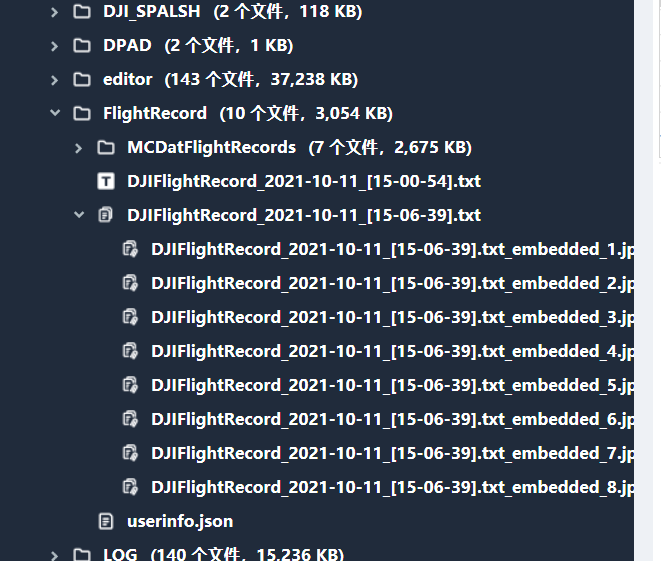 DJI_SPALSH (2 个文件，118 KB)
DPAD (2 个文件，1 KB)
editor (143 个文件，37,238 KB)
FlightRecord (10 个文件，3,054 KB)
MCDatFlightRecords (7 个文件，2,675 KB)
T DJIFlightRecord_2021-10-11_[15-00-54].txt
DJIFlightRecord_2021-10-11_[15-06-39].txt
DJIFlightRecord_2021-10-11_[15-06-39].txt_embedded_1.jp
DJIFlightRecord_2021-10-11_[15-06-39].txt_embedded_2.jp
DJIFlightRecord_2021-10-11_[15-06-39].txt_embedded_3.jp
DJIFlightRecord_2021-10-11_[15-06-39].txt_embedded_4.jp
DJIFlightRecord_2021-10-11_[15-06-39].txt_embedded_5.jp
DJIFlightRecord_2021-10-11_[15-06-39].txt_embedded_6.jp
DJIFlightRecord_2021-10-11_[15-06-39].txt_embedded_7.jp
DJIFlightRecord_2021-10-11_[15-06-39].txt_embedded_8.jp
userinfo.json
LOG (140 个文件，15,236 KB)